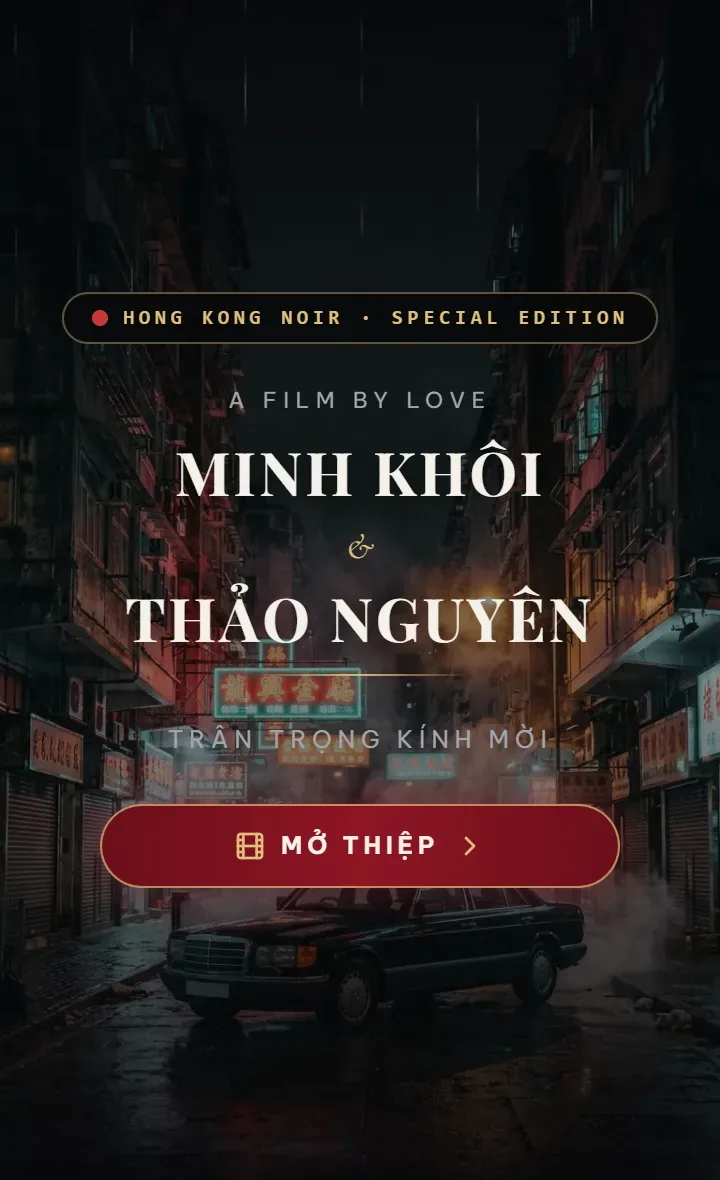 HONG KONG NOIR · SPECIAL EDITION
A FILM BY LOVE
MINH KHÔI
&
THẢO NGUYÊN
TRÂN TRỌNG KÍNH MỜI
MỞ THIỆP